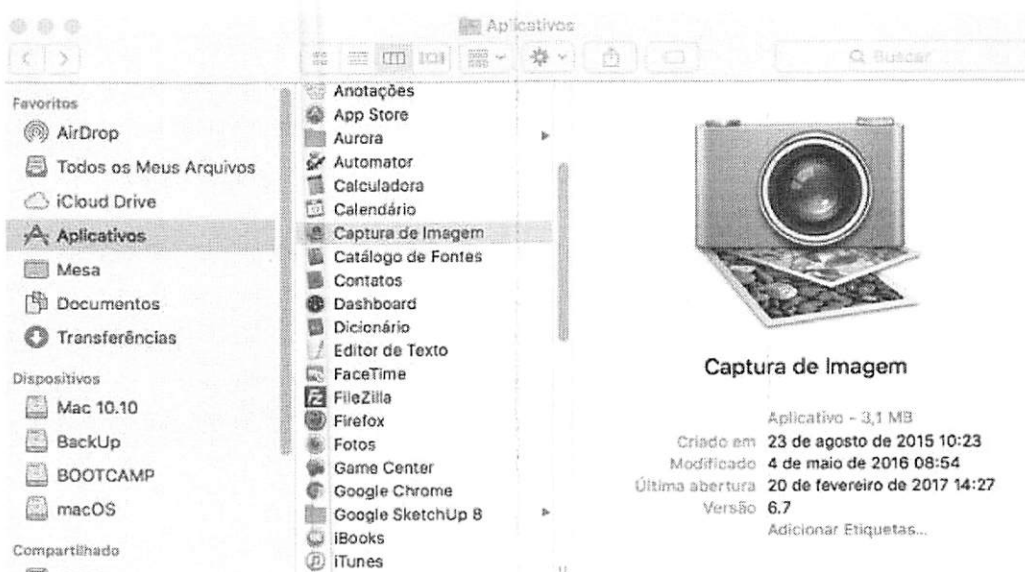 Aplicativos
Buscar
Favoritos
AirDrop
Todos os Meus Arquivos
iCloud Drive
Aplicativos
Mesa
Documentos
Transferências
Dispositivos
Mac 10.10
BackUp
BOOTCAMP
macOS
Compartilhado
Anotações
App Store
Aurora
Automator
Calculadora
Calendário
Captura de Imagem
Catálogo de Fontes
Contatos
Dashboard
Dicionário
Editor de Texto
FaceTime
FileZilla
Firefox
Fotos
Game Center
Google Chrome
Google SketchUp 8
iBooks
iTunes
Captura de Imagem
Aplicativo - 3,1 MB
Criado em 23 de agosto de 2015 10:23
Modificado 4 de maio de 2016 08:54
Última abertura 20 de fevereiro de 2017 14:27
Versão 6.7
Adicionar Etiquetas...